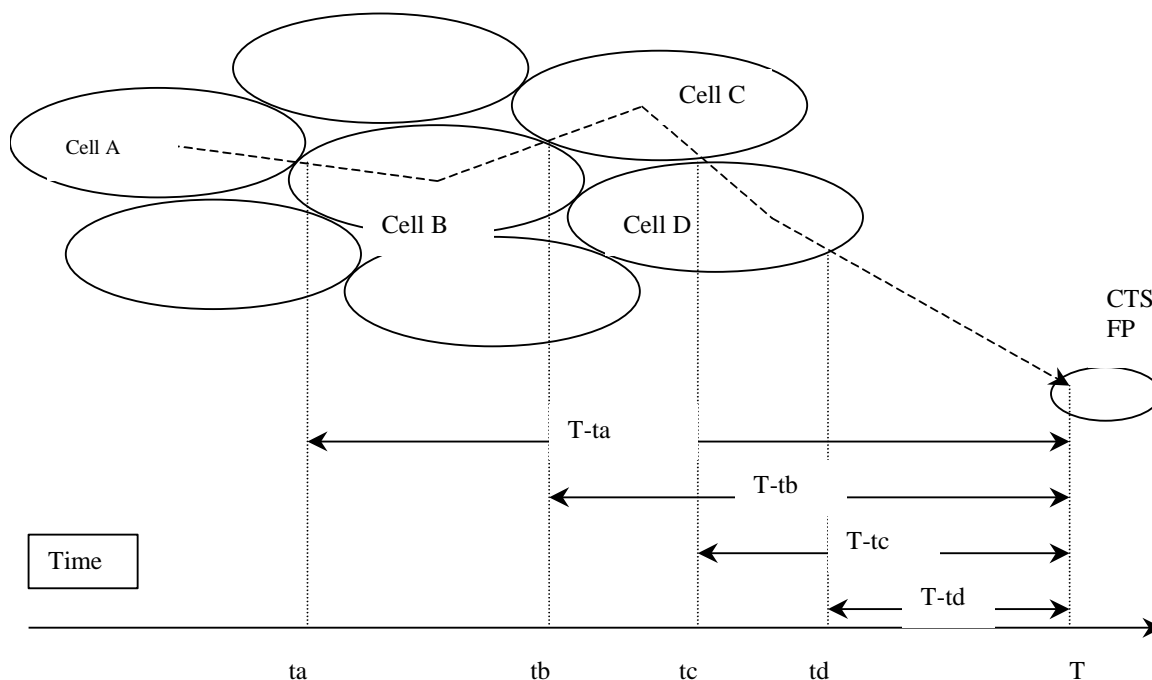 Cell C
Cell A
Cell B
Cell D
CTS
FP
T-ta
T-tb
Time
T-tc
T-td
ta
tb
tc
td
T